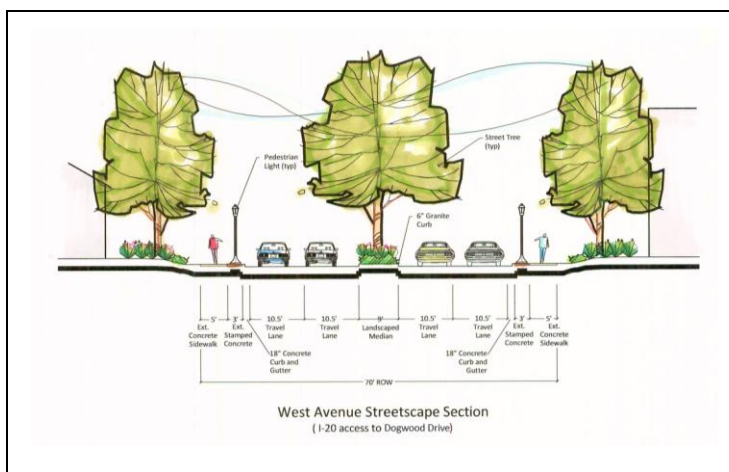 Street Tree
(typ)
Pedestrian
Light (typ)
6" Granite
Curb
5'
Ext.
Concrete
Sidewalk
3'
Ext.
Stamped
Concrete
18" Concrete
Curb and
Gutter
10.5'
Travel
Lane
10.5'
Travel
Lane
9'
Landscaped
Median
10.5'
Travel
Lane
10.5'
Travel
Lane
18" Concrete
Curb and
Gutter
3'
Ext.
Stamped
Concrete
5'
Ext.
Concrete
Sidewalk
70' ROW
West Avenue Streetscape Section
( I-20 access to Dogwood Drive)